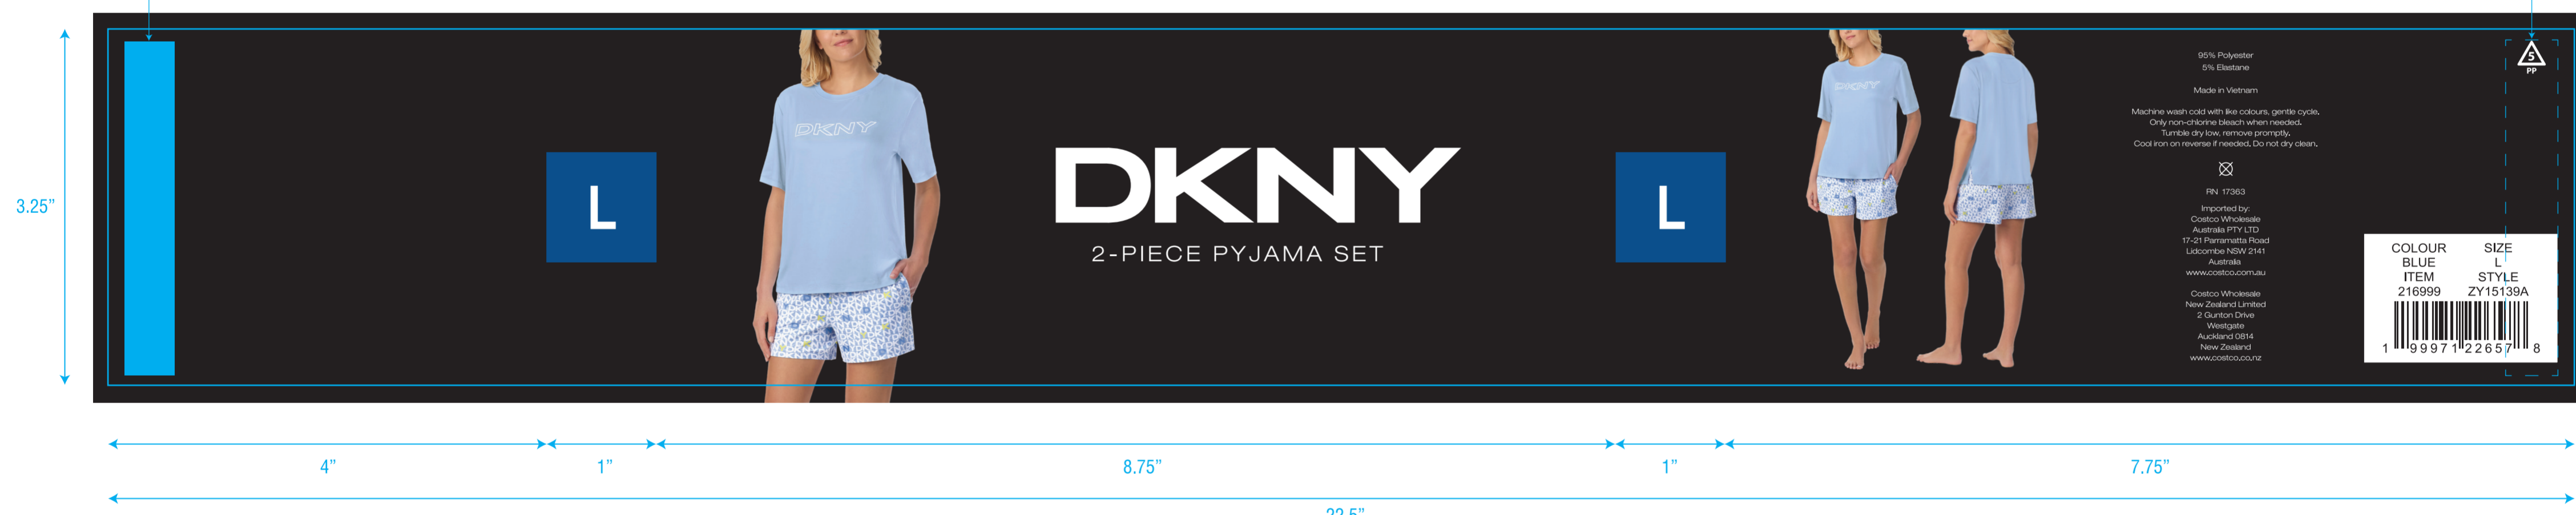 3.25”
L
DKNY
DKNY
2-PIECE PYJAMA SET
L
DKNY
95% Polyester
5% Elastane
Made in Vietnam
Machine wash cold with like colours, gentle cycle.
Only non-chlorine bleach when needed.
Tumble dry low, remove promptly.
Cool iron on reverse if needed. Do not dry clean.
RN 17363
Imported by:
Costco Wholesale
Australia PTY LTD
17-21 Parramatta Road
Lidcombe NSW 2141
Australia
www.costco.com.au
Costco Wholesale
New Zealand Limited
2 Gunton Drive
Westgate
Auckland 0814
New Zealand
www.costco.co.nz
5
PP
COLOUR SIZE
BLUE L
ITEM STYLE
216999 ZY15139A
1 99971 22657 8
4” 1” 8.75” 1” 7.75”
22.5”